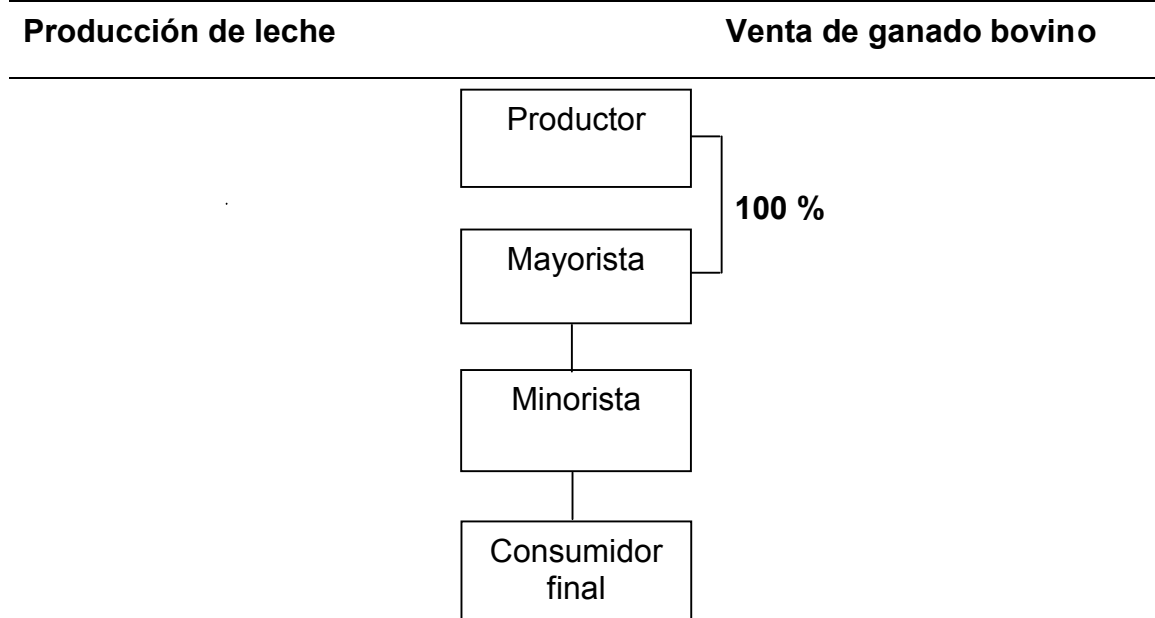 Producción de leche Venta de ganado bovino
Productor
100 %
Mayorista
Minorista
Consumidor
final